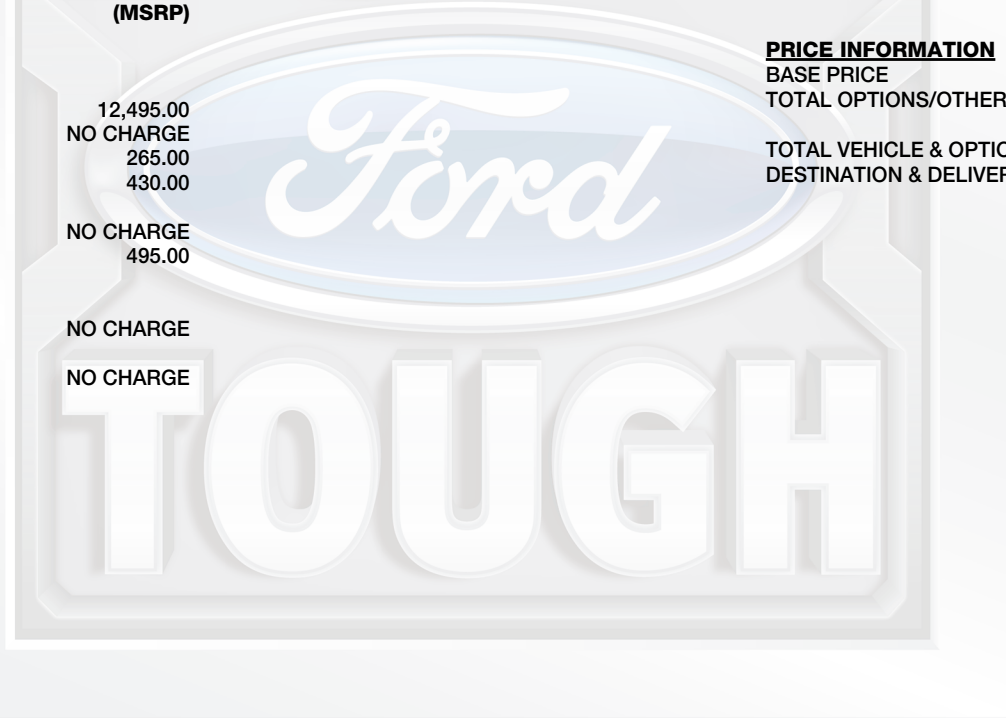 (MSRP)
12,495.00
NO CHARGE
265.00
430.00
NO CHARGE
495.00
NO CHARGE
NO CHARGE
PRICE INFORMATION
BASE PRICE
TOTAL OPTIONS/OTHER
TOTAL VEHICLE & OPTIO
DESTINATION & DELIVER
Ford
TOUGH